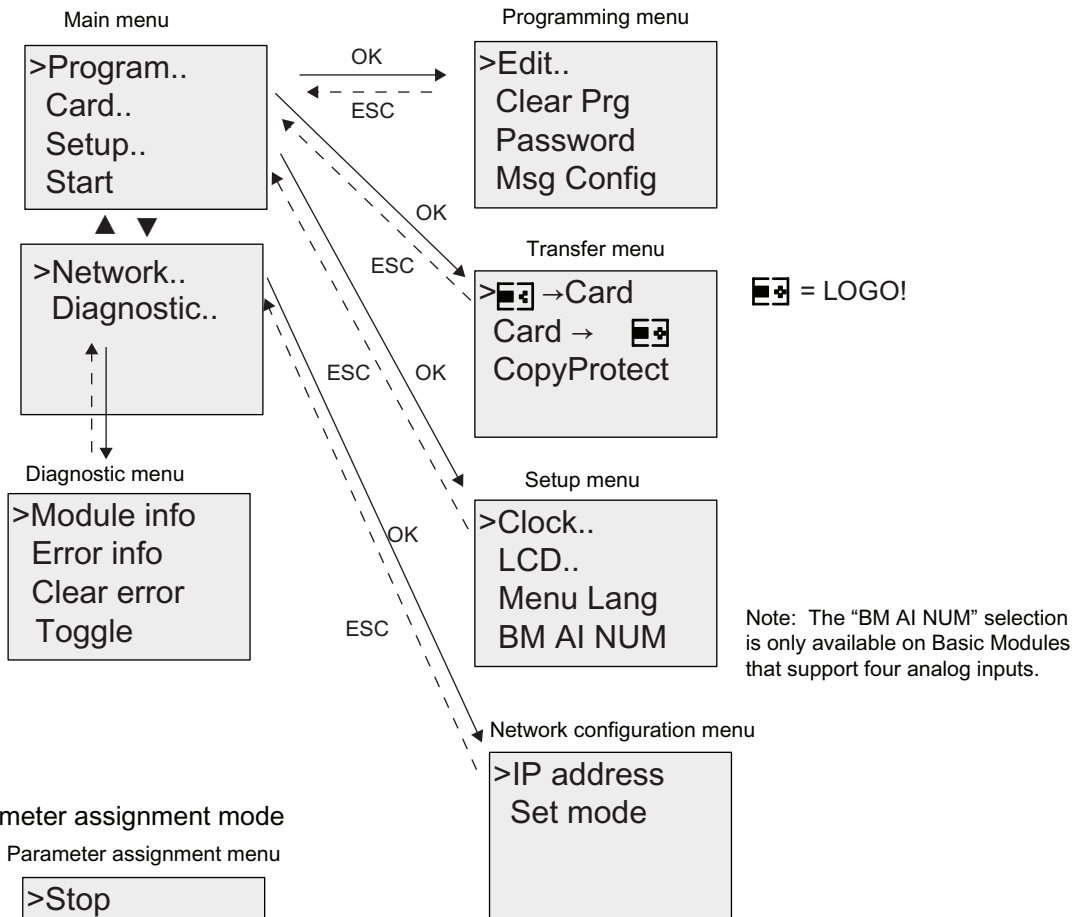 Main menu
>Program..
Card..
Setup..
Start
▲ ▼
>Network..
Diagnostic..
Diagnostic menu
>Module info
Error info
Clear error
Toggle
OK
ESC
Programming menu
>Edit..
Clear Prg
Password
Msg Config
OK
ESC
Transfer menu
> →Card
Card →
CopyProtect
= LOGO!
ESC
OK
Setup menu
>Clock..
LCD..
Menu Lang
BM AI NUM
Note: The “BM AI NUM” selection
is only available on Basic Modules
that support four analog inputs.
OK
ESC
Network configuration menu
>IP address
Set mode
meter assignment mode
Parameter assignment menu
>Stop